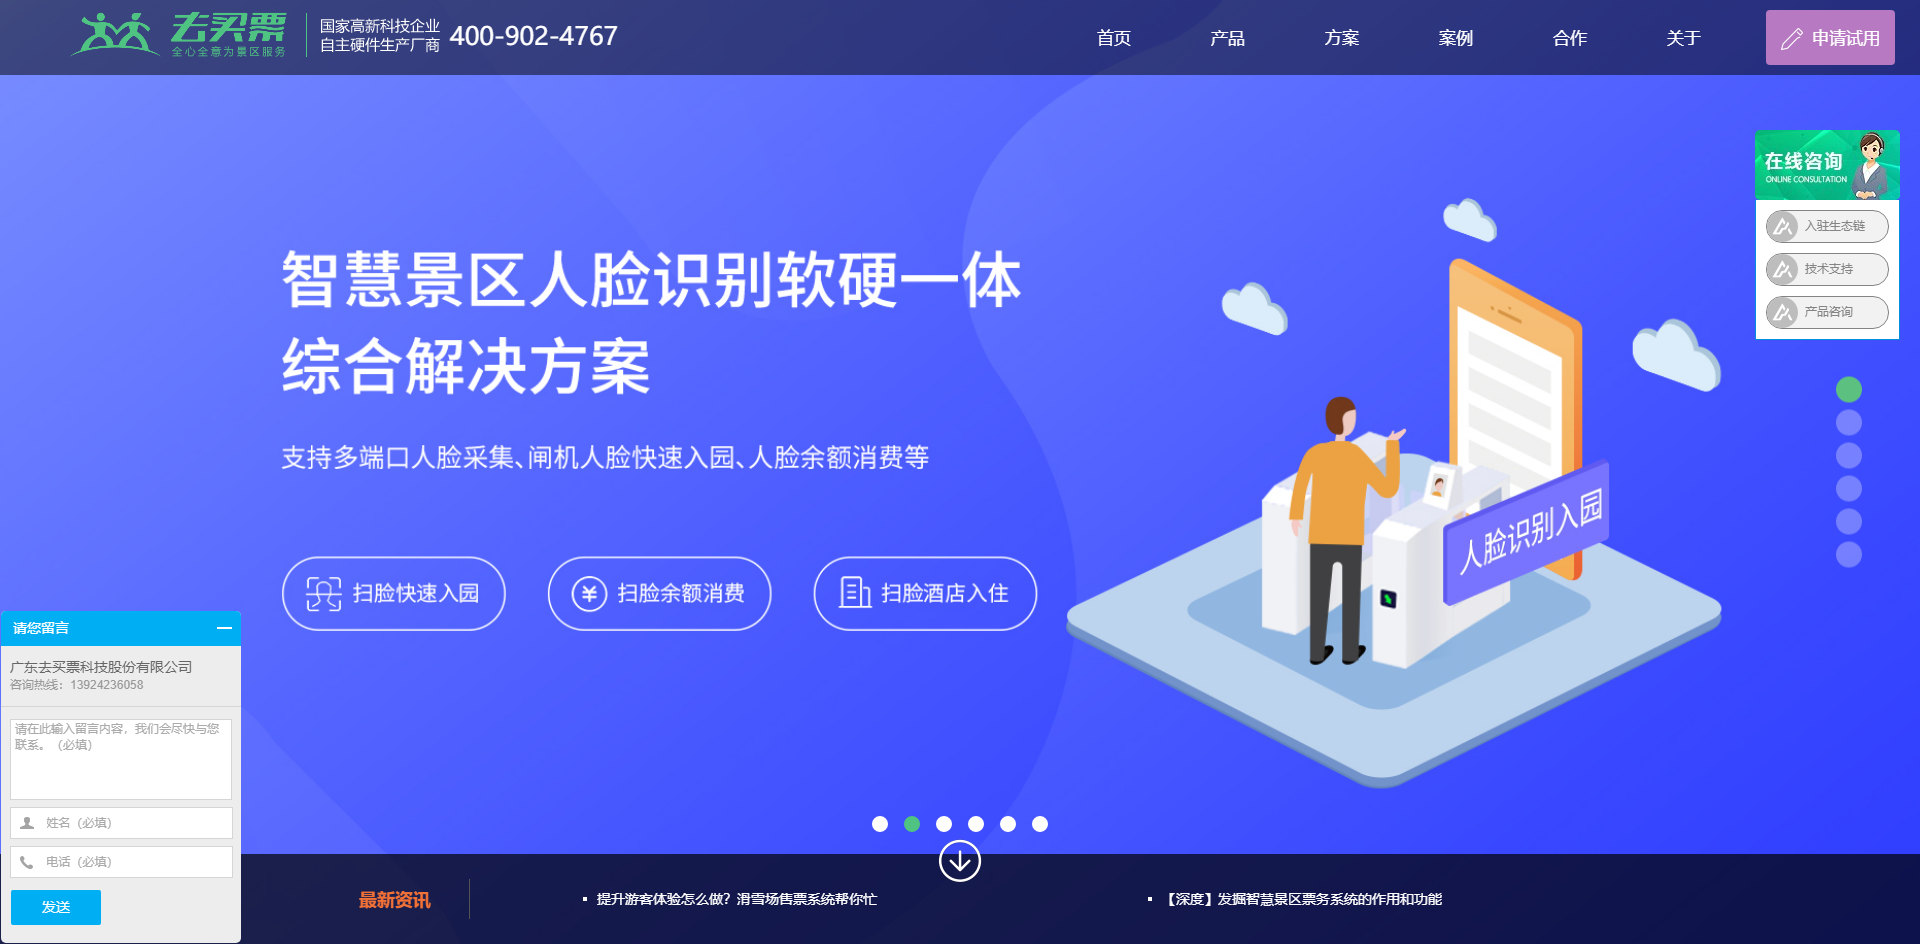 去买票
全心全意为景区服务
国家高新科技企业
自主硬件生产厂商
400-902-4767
首页
产品
方案
案例
合作
关于
申请试用
在线咨询
ONLINE CONSULTATION
入驻生态链
技术支持
产品咨询
智慧景区人脸识别软硬一体
综合解决方案
支持多端口人脸采集、闸机人脸快速入园、人脸余额消费等
扫脸快速入园
扫脸余额消费
扫脸酒店入住
人脸识别入园
请您留言
广东去买票科技股份有限公司
咨询热线：13924236058
请在此输入留言内容，我们会尽快与您
联系。（必填）
姓名（必填）
电话（必填）
发送
最新资讯
提升游客体验怎么做？滑雪场售票系统帮你忙
【深度】发掘智慧景区票务系统的作用和功能